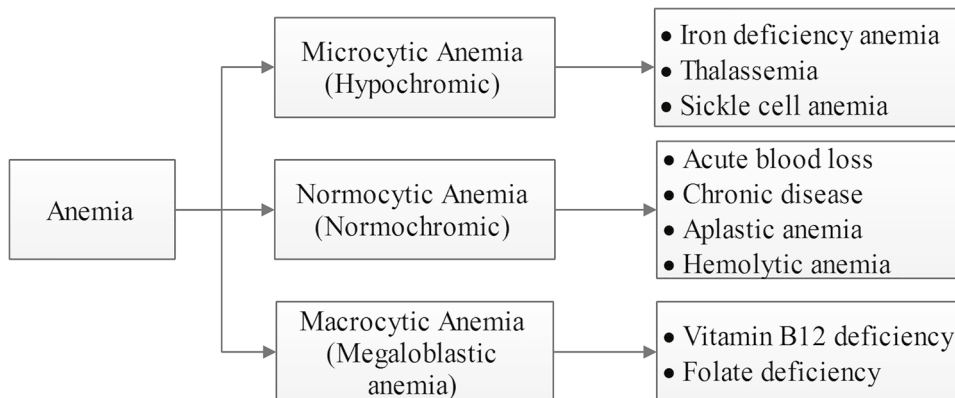 Anemia
Microcytic Anemia
(Hypochromic)
• Iron deficiency anemia
• Thalassemia
• Sickle cell anemia
Normocytic Anemia
(Normochromic)
• Acute blood loss
• Chronic disease
• Aplastic anemia
• Hemolytic anemia
Macrocytic Anemia
(Megaloblastic
anemia)
• Vitamin B12 deficiency
• Folate deficiency